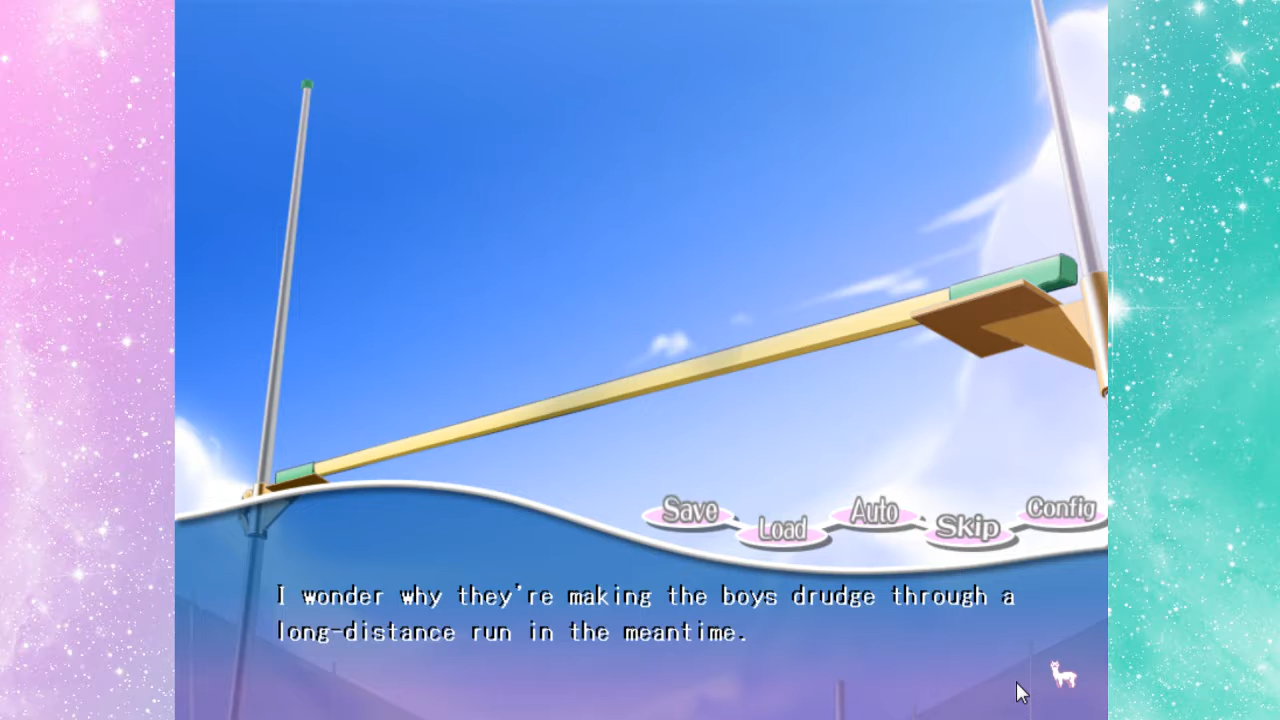 Save
Load
Auto
Skip
Config
I wonder why they're making the boys drudge through a
long-distance run in the meantime.